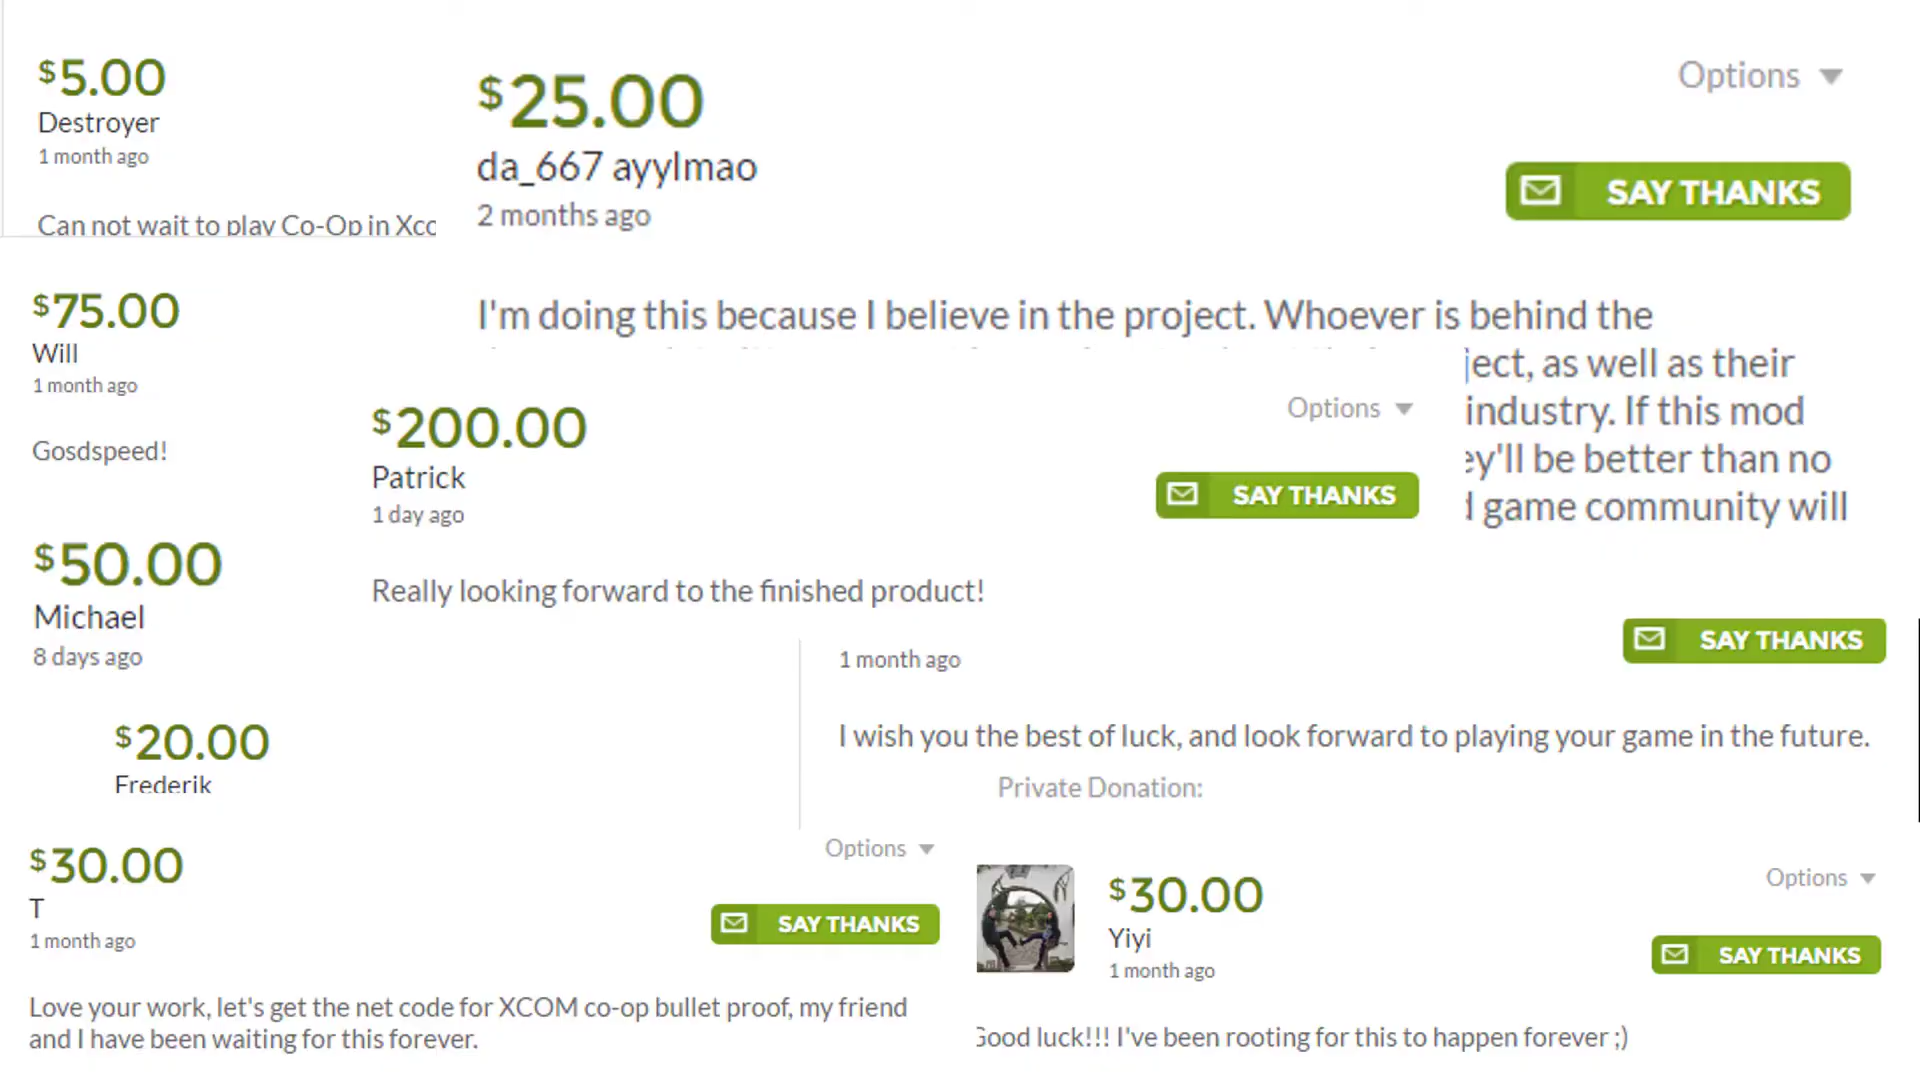 $5.00
Destroyer
1 month ago
Can not wait to play Co-Op in Xco
$25.00
da_667 ayylmao
2 months ago
Options
SAY THANKS
I'm doing this because I believe in the project. Whoever is behind the
ject, as well as their
industry. If this mod
ey'll be better than no
game community will
$75.00
Will
1 month ago
Gosdspeed!
$200.00
Patrick
1 day ago
Options
SAY THANKS
Really looking forward to the finished product!
$50.00
Michael
8 days ago
SAY THANKS
1 month ago
I wish you the best of luck, and look forward to playing your game in the future.
Private Donation:
$20.00
Frederik
$30.00
T
1 month ago
Options
SAY THANKS
Love your work, let's get the net code for XCOM co-op bullet proof, my friend
and I have been waiting for this forever.
$30.00
Yiyi
1 month ago
Options
SAY THANKS
Good luck!!! I've been rooting for this to happen forever ;)